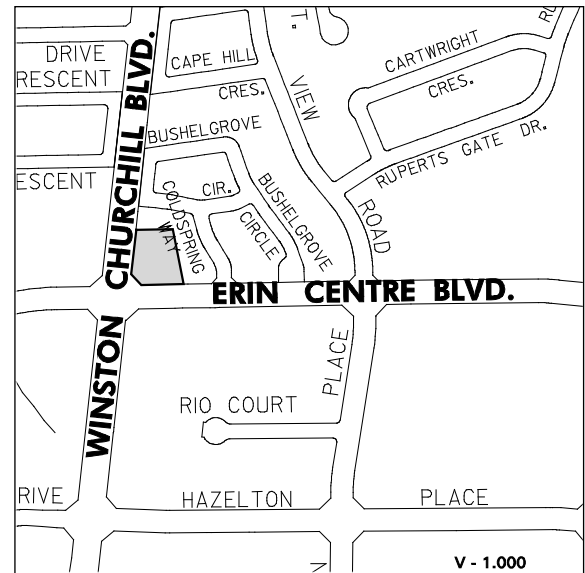 DRIVE
RESCENT
WINSTON CHURCHILL BLVD.
CAPE HILL
CRES.
VIEW
ROAD
CARTWRIGHT
CRES.
RUPERTS GATE DR.
BUSHELGROVE
ESCENT
CIR.
COLDSPRING
WAY
CIRCLE
BUSHELGROVE
ERIN CENTRE BLVD.
PLACE
RIO COURT
RIVE
HAZELTON PLACE
V - 1.000